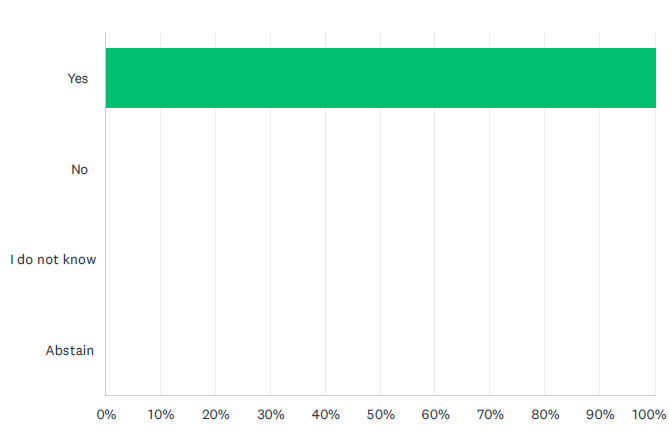 Yes
No
I do not know
Abstain
0% 10% 20% 30% 40% 50% 60% 70% 80% 90% 100%